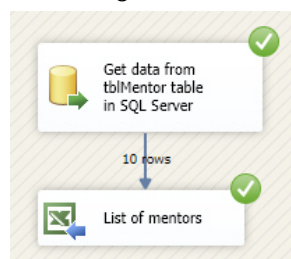 Get data from
tblMentor table
in SQL Server
10 rows
List of mentors